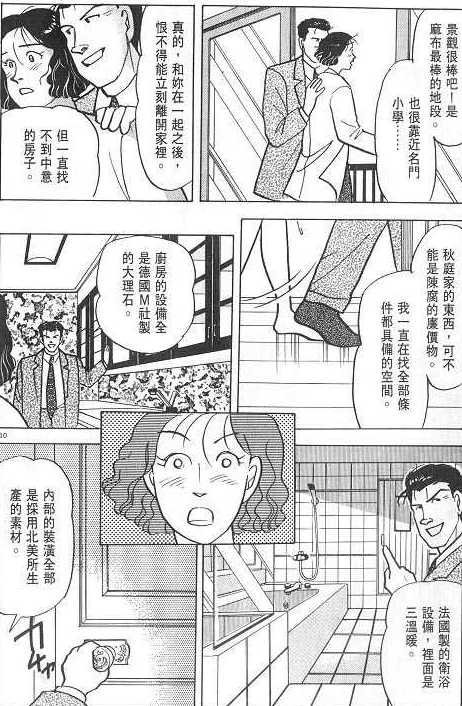 景觀很棒吧！是
麻布最棒的地段。
也很靠近名門
小學……
真的，和妳在一起之後，
恨不得能立刻離開家裡。
但一直找
不到中意
的房子。
秋庭家的東西，可不
能是陳腐的廉價物。
我一直在找全部條
件都具備的空間。
廚房的設備全
是德國M社製
的大理石。
10
法國製的衛浴
設備，裡面是
三溫暖。
內部的裝潢全部
是採用北美所生
產的素材。
カチャ